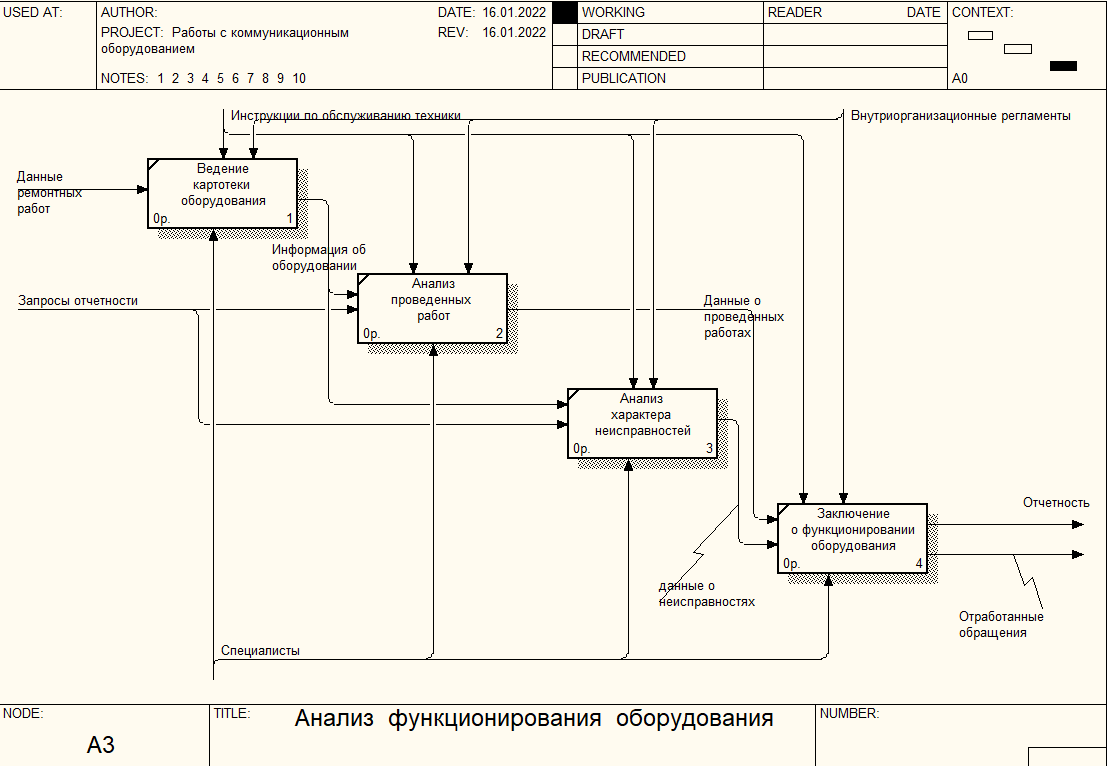 USED AT:
AUTHOR:
DATE: 16.01.2022
PROJECT: Работы с коммуникационным
оборудованием
REV: 16.01.2022
NOTES: 1 2 3 4 5 6 7 8 9 10
WORKING
DRAFT
RECOMMENDED
PUBLICATION
READER
DATE
CONTEXT:
A0
Инструкции по обслуживанию техники
Внутриорганизационные регламенты
Данные
ремонтных
работ
Ведение
картотеки
оборудования
0р.
1
Информация об
оборудовании
Запросы отчетности
Анализ
проведенных
работ
0р.
2
Данные о
проведенных
работах
Анализ
характера
неисправностей
0р.
3
Заключение
о функционировании
оборудования
0р.
4
Отчетность
данные о
неисправностях
Отработанные
обращения
Специалисты
NODE:
A3
TITLE:
Анализ функционирования оборудования
NUMBER: